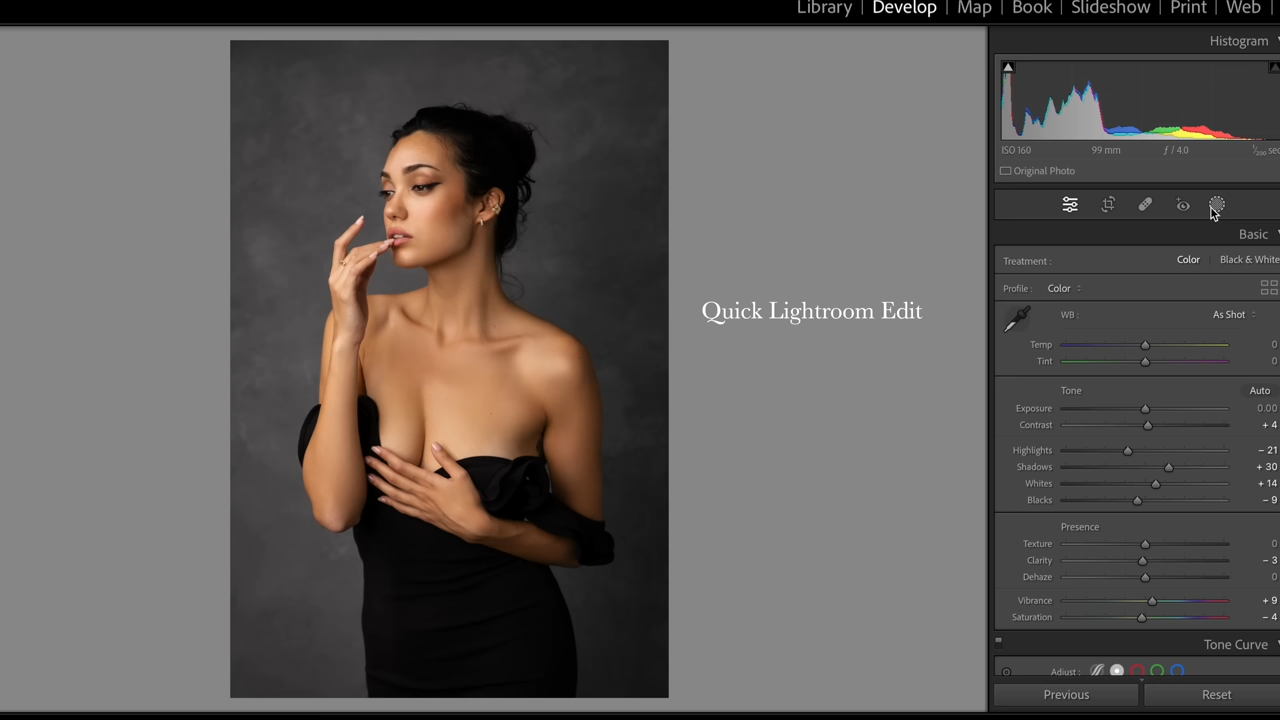 Library | Develop | Map | Book | Slideshow | Print | Web |
Histogram
ISO 160 99 mm ƒ / 4.0 1/200 sec
Original Photo
Basic
Treatment : Color | Black & White
Profile : Color
WB : As Shot
Temp 0
Tint 0
Tone Auto
Exposure 0.00
Contrast + 4
Highlights − 21
Shadows + 30
Whites + 14
Blacks − 9
Presence
Texture 0
Clarity − 3
Dehaze 0
Vibrance + 9
Saturation − 4
Tone Curve
Adjust :
Previous Reset
Quick Lightroom Edit